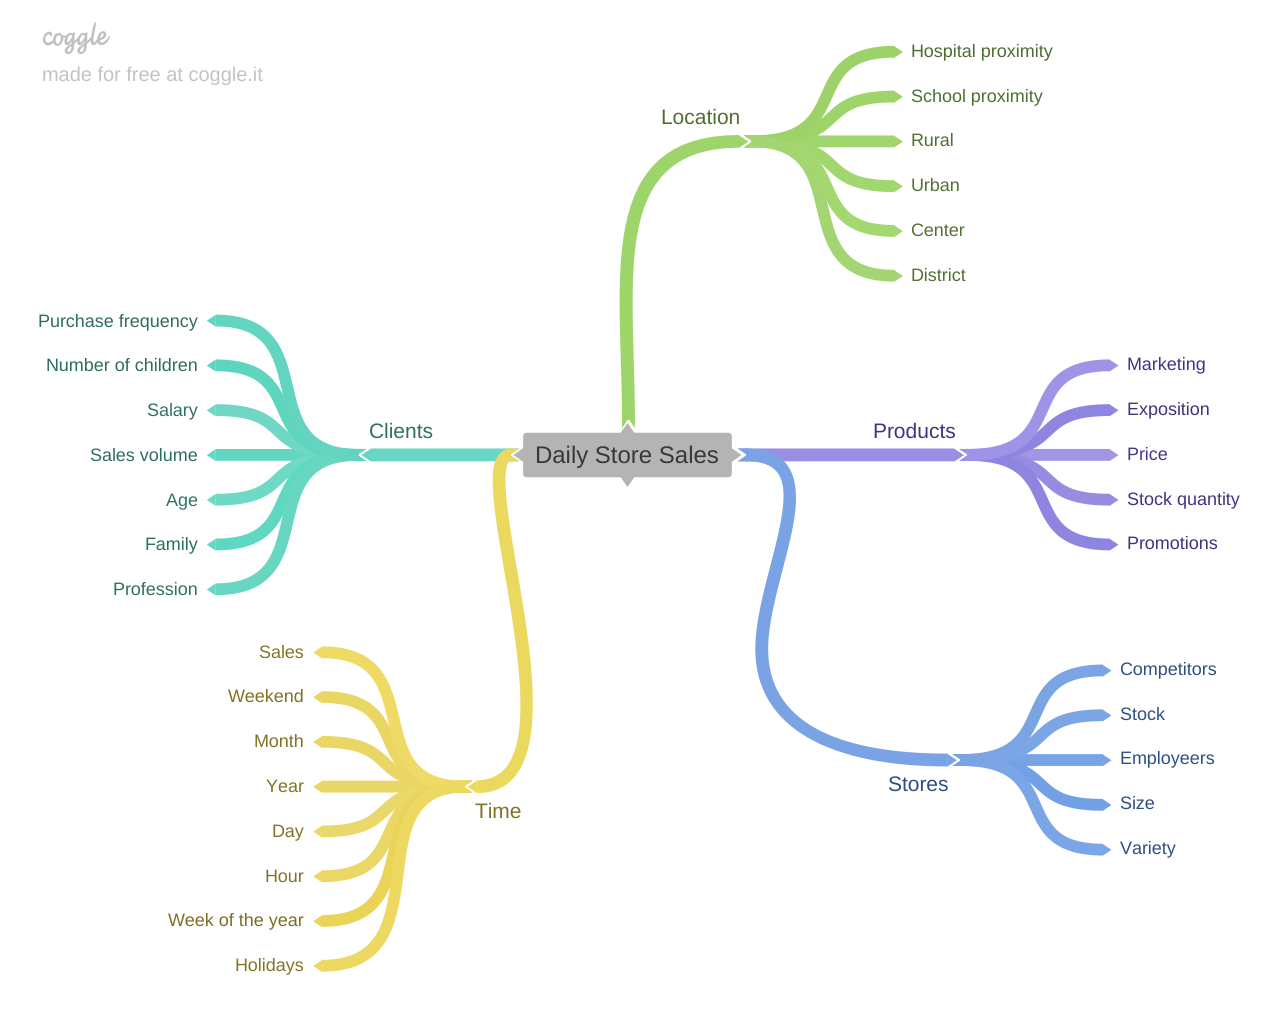 coggle
made for free at coggle.it
Location
Hospital proximity
School proximity
Rural
Urban
Center
District
Clients
Purchase frequency
Number of children
Salary
Sales volume
Age
Family
Profession
Daily Store Sales
Products
Marketing
Exposition
Price
Stock quantity
Promotions
Time
Sales
Weekend
Month
Year
Day
Hour
Week of the year
Holidays
Stores
Competitors
Stock
Employeers
Size
Variety